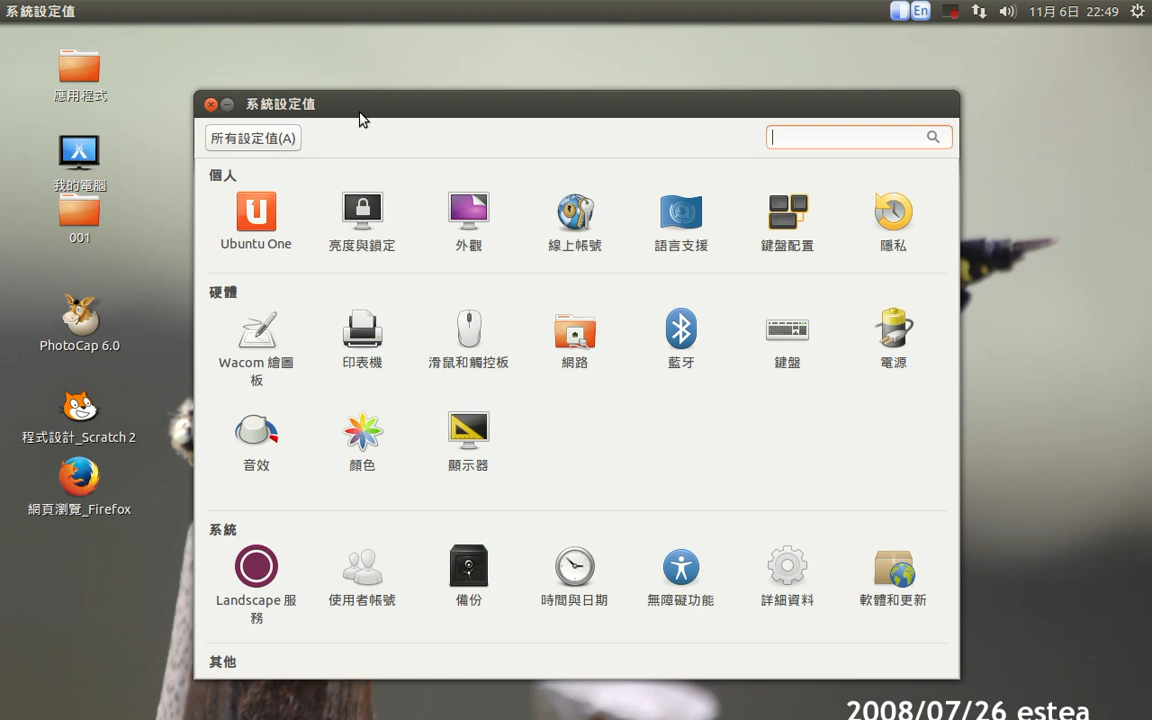 系統設定值
En
11月 6日 22:49
應用程式
我的電腦
001
PhotoCap 6.0
程式設計_Scratch 2
網頁瀏覽_Firefox
系統設定值
所有設定值(A)
個人
Ubuntu One
亮度與鎖定
外觀
線上帳號
語言支援
鍵盤配置
隱私
硬體
Wacom 繪圖
板
印表機
滑鼠和觸控板
網路
藍牙
鍵盤
電源
音效
顏色
顯示器
系統
Landscape 服
務
使用者帳號
備份
時間與日期
無障礙功能
詳細資料
軟體和更新
其他
2008/07/26 estea